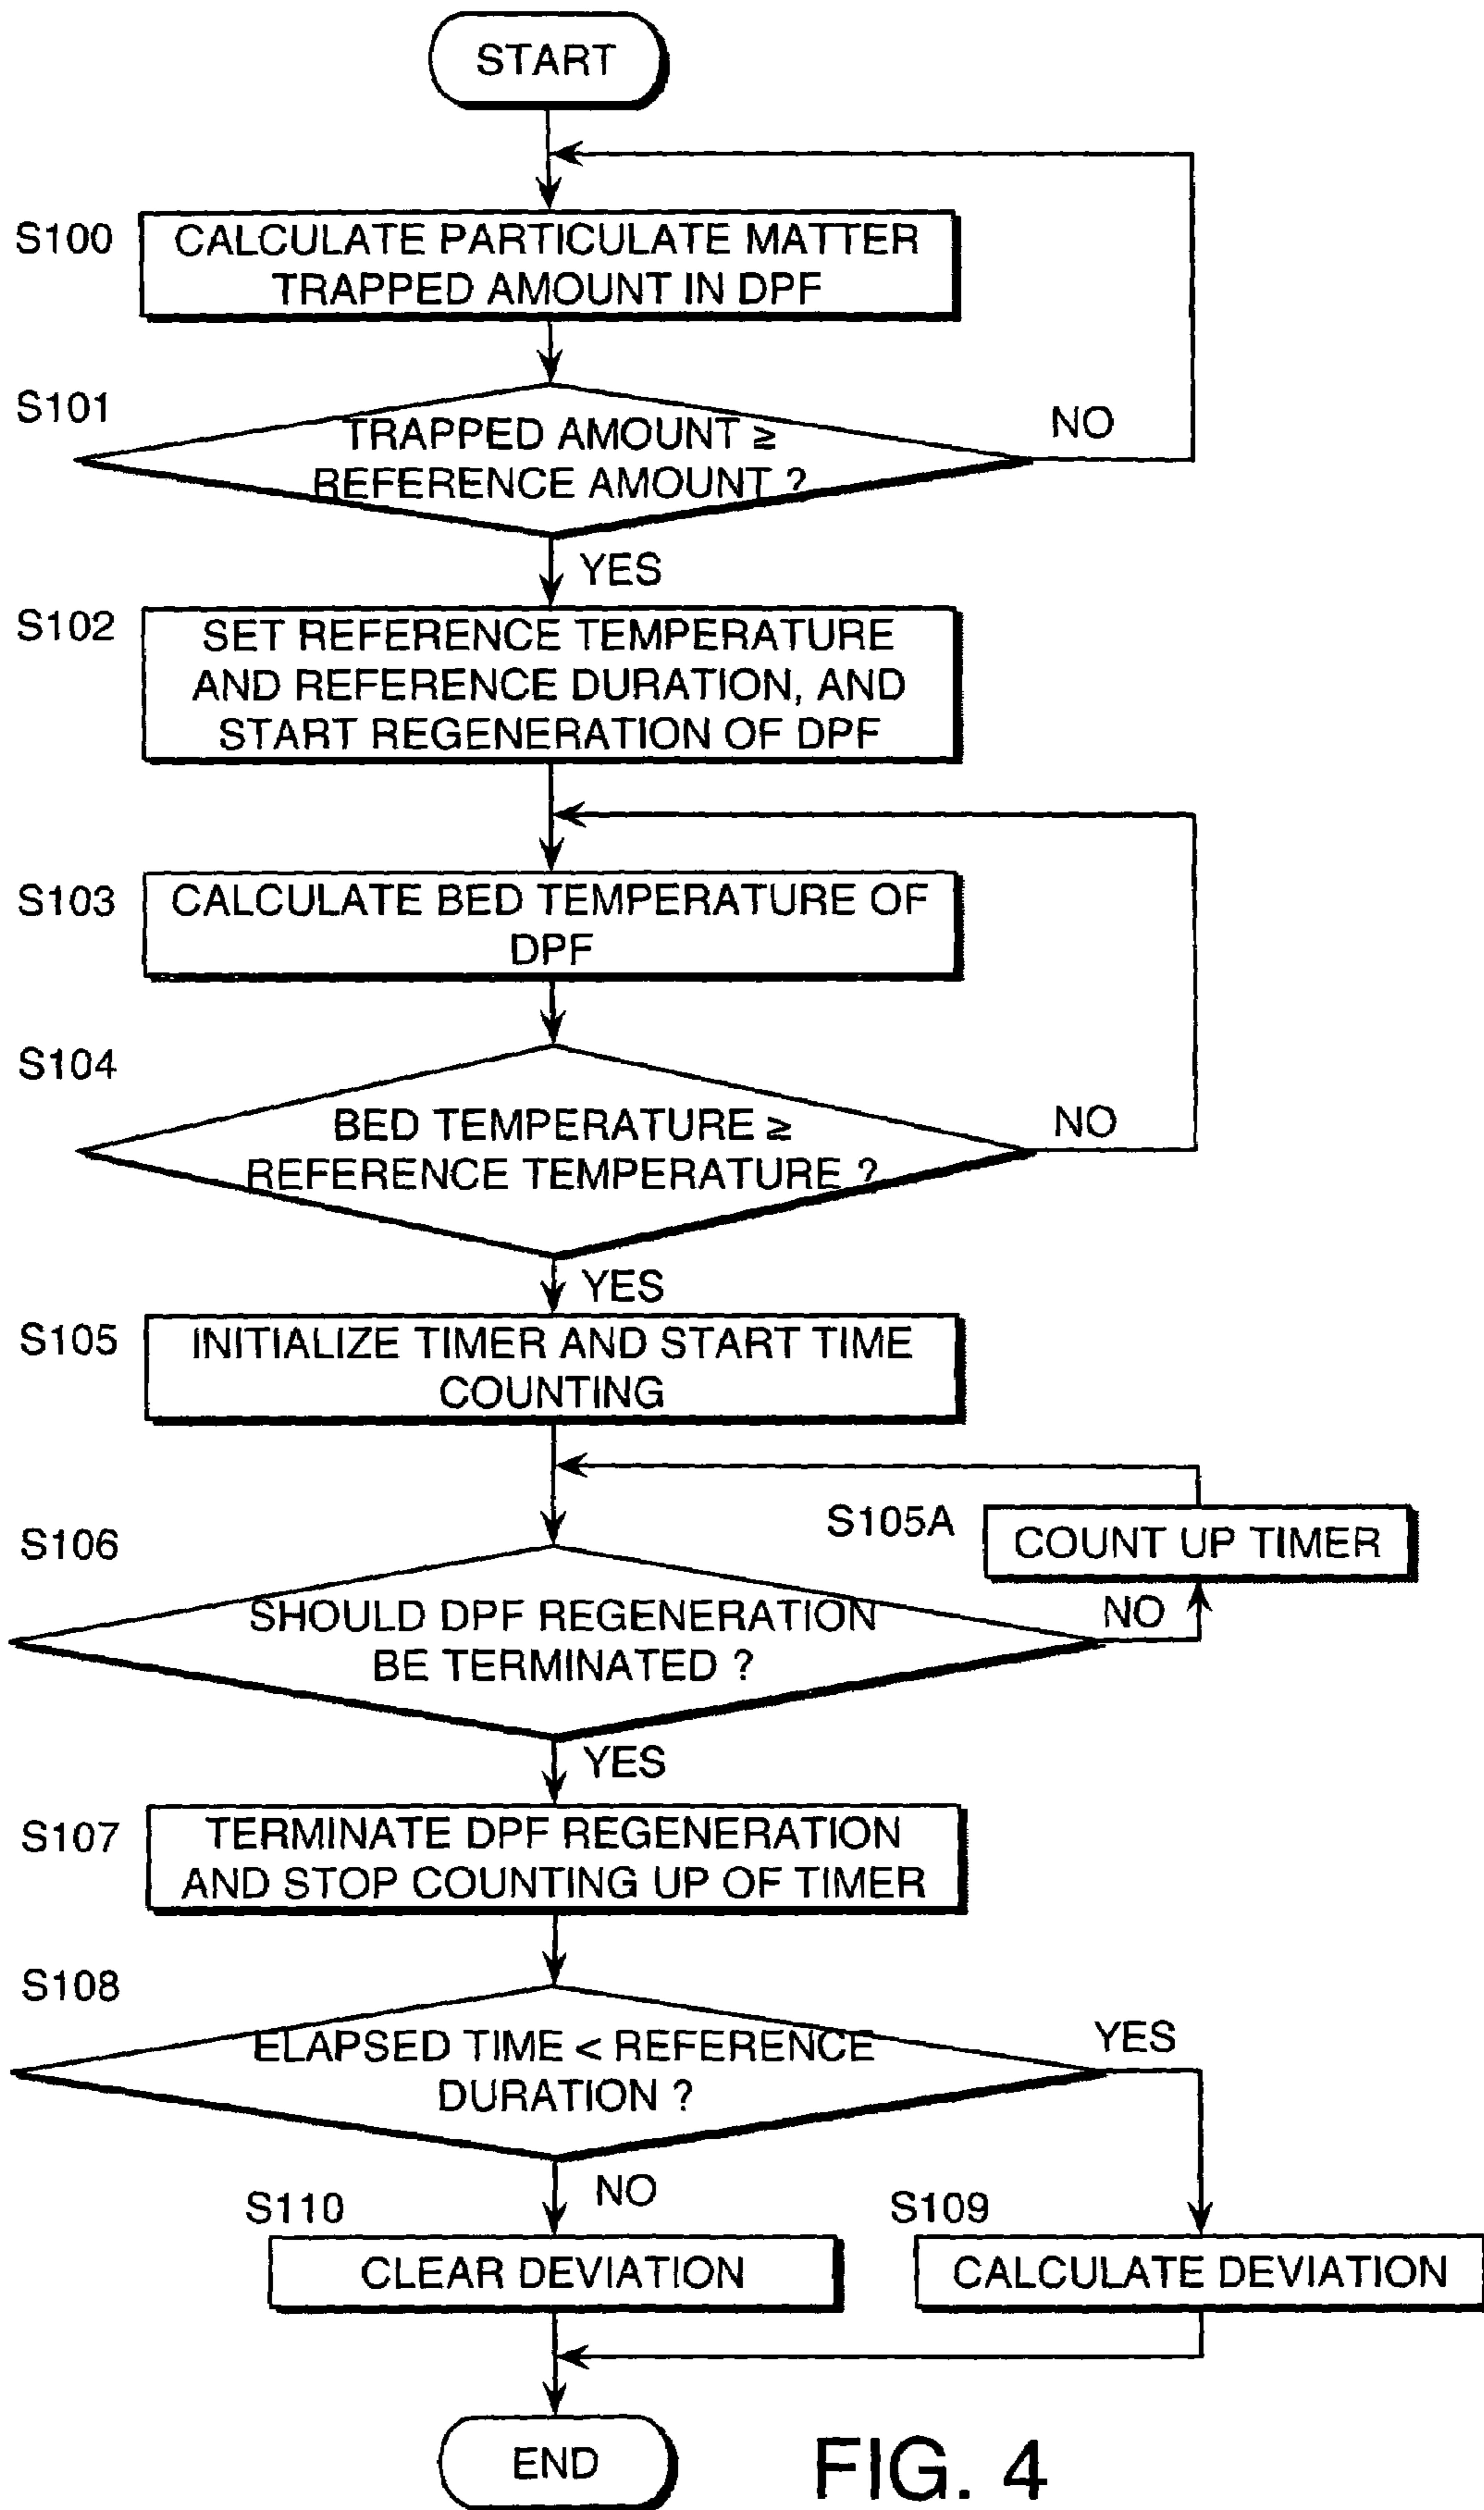 START
S100
CALCULATE PARTICULATE MATTER
TRAPPED AMOUNT IN DPF
S101
TRAPPED AMOUNT ≥
REFERENCE AMOUNT ?
NO
YES
S102
SET REFERENCE TEMPERATURE
AND REFERENCE DURATION, AND
START REGENERATION OF DPF
S103
CALCULATE BED TEMPERATURE OF
DPF
S104
BED TEMPERATURE ≥
REFERENCE TEMPERATURE ?
NO
YES
S105
INITIALIZE TIMER AND START TIME
COUNTING
S105A
COUNT UP TIMER
S106
SHOULD DPF REGENERATION
BE TERMINATED ?
NO
YES
S107
TERMINATE DPF REGENERATION
AND STOP COUNTING UP OF TIMER
S108
ELAPSED TIME < REFERENCE
DURATION ?
YES
NO
S110
CLEAR DEVIATION
S109
CALCULATE DEVIATION
END
FIG. 4